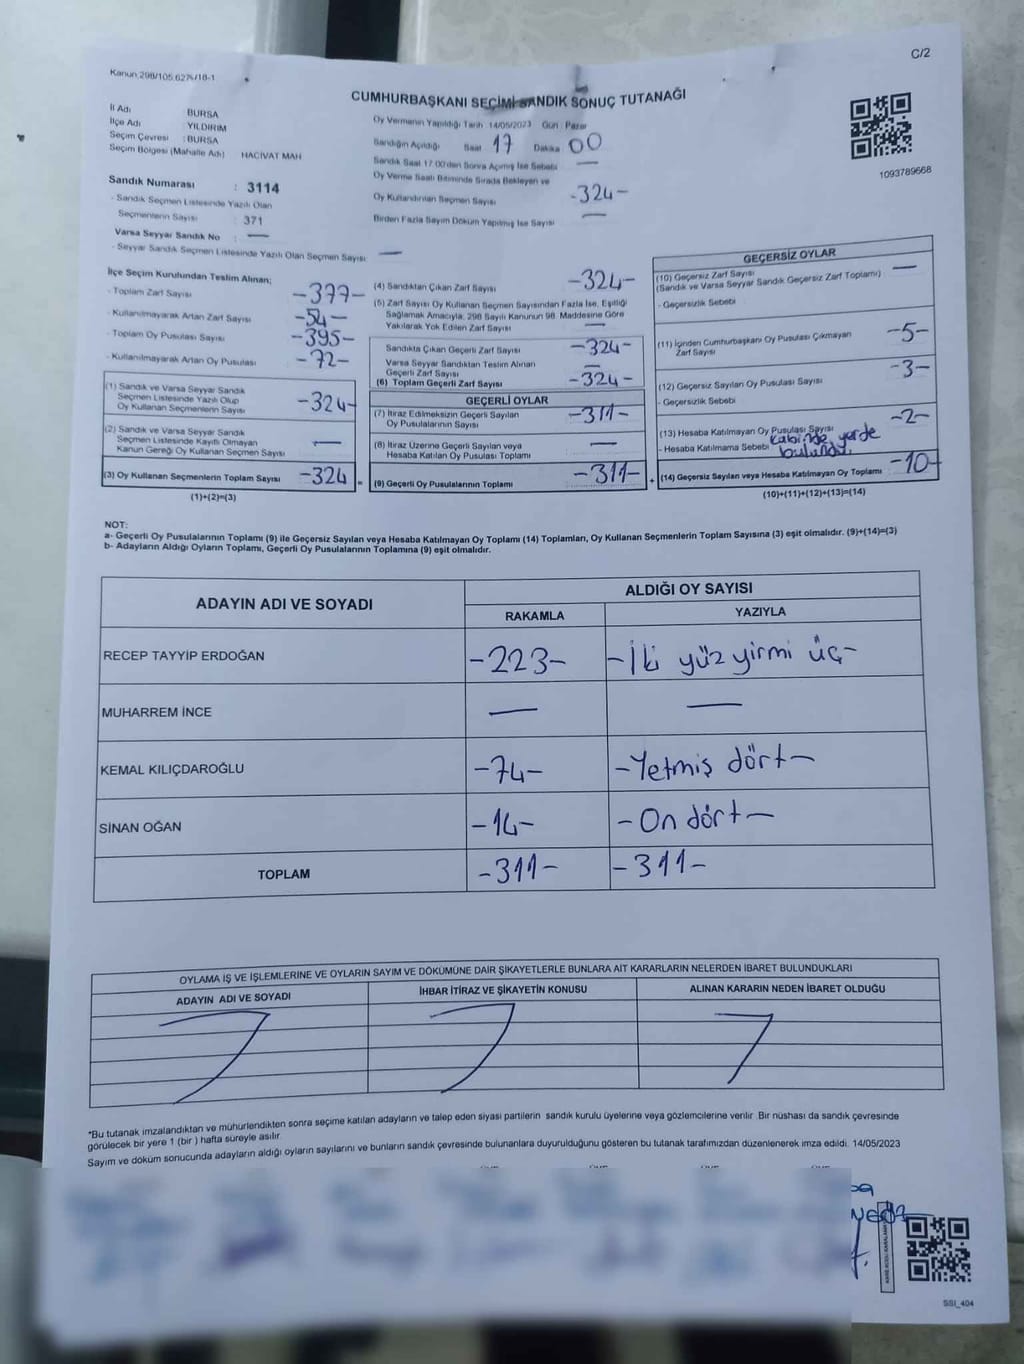 C/2
Kanun 298/105.627s/18-1
CUMHURBAŞKANI SEÇİMİ SANDIK SONUÇ TUTANAĞI
İl Adı BURSA
İlçe Adı YILDIRIM
Seçim Çevresi : BURSA
Seçim Bölgesi (Mahalle Adı) HACİVAT MAH
Sandık Numarası : 3114
- Sandık Seçmen Listesinde Yazılı Olan
Seçmenlerin Sayısı : 371
Varsa Seyyar Sandık No : —
- Seyyar Sandık Seçmen Listesinde Yazılı Olan Seçmen Sayısı —
Oy Vermenin Yapıldığı Tarih 14/05/2023 Gün Pazar
Sandığın Açıldığı Saat 17 Dakika 00
Sandık Saat 17:00'den Sonra Açılmış İse Sebebi —
Oy Verme Saati Bitiminde Sırada Bekleyen ve
Oy Kullandırılan Seçmen Sayısı -324-
Birden Fazla Sayım Döküm Yapılmış İse Sayısı —
1093789668
İlçe Seçim Kurulundan Teslim Alınan;
- Toplam Zarf Sayısı -377-
- Kullanılmayarak Artan Zarf Sayısı -54-
- Toplam Oy Pusulası Sayısı -395-
- Kullanılmayarak Artan Oy Pusulası -72-
(1) Sandık ve Varsa Seyyar Sandık
Seçmen Listesinde Yazılı Olup
Oy Kullanan Seçmenlerin Sayısı -324-
(2) Sandık ve Varsa Seyyar Sandık
Seçmen Listesinde Kayıtlı Olmayan
Kanun Gereği Oy Kullanan Seçmen Sayısı —
(3) Oy Kullanan Seçmenlerin Toplam Sayısı -324 =
(1)+(2)=(3)
(4) Sandıktan Çıkan Zarf Sayısı -324-
(5) Zarf Sayısı Oy Kullanan Seçmen Sayısından Fazla İse, Eşitliği
Sağlamak Amacıyla, 298 Sayılı Kanunun 98. Maddesine Göre
Yakılarak Yok Edilen Zarf Sayısı —
Sandıkta Çıkan Geçerli Zarf Sayısı -324-
Varsa Seyyar Sandıktan Teslim Alınan
Geçerli Zarf Sayısı —
(6) Toplam Geçerli Zarf Sayısı -324-
GEÇERLİ OYLAR
(7) İtiraz Edilmeksizin Geçerli Sayılan
Oy Pusulalarının Sayısı -311-
(8) İtiraz Üzerine Geçerli Sayılan veya
Hesaba Katılan Oy Pusulası Toplamı —
(9) Geçerli Oy Pusulalarının Toplamı -311- +
GEÇERSİZ OYLAR
(10) Geçersiz Zarf Sayısı
(Sandık ve Varsa Seyyar Sandık Geçersiz Zarf Toplamı) —
- Geçersizlik Sebebi
(11) İçinden Cumhurbaşkanı Oy Pusulası Çıkmayan
Zarf Sayısı -5-
(12) Geçersiz Sayılan Oy Pusulası Sayısı -3-
- Geçersizlik Sebebi
(13) Hesaba Katılmayan Oy Pusulası Sayısı -2-
- Hesaba Katılmama Sebebi kabinde yerde
bulundu.
(14) Geçersiz Sayılan veya Hesaba Katılmayan Oy Toplamı -10-
(10)+(11)+(12)+(13)=(14)
NOT:
a- Geçerli Oy Pusulalarının Toplamı (9) ile Geçersiz Sayılan veya Hesaba Katılmayan Oy Toplamı (14) Toplamları, Oy Kullanan Seçmenlerin Toplam Sayısına (3) eşit olmalıdır. (9)+(14)=(3)
b- Adayların Aldığı Oyların Toplamı, Geçerli Oy Pusulalarının Toplamına (9) eşit olmalıdır.
ADAYIN ADI VE SOYADI
ALDIĞI OY SAYISI
RAKAMLA YAZIYLA
RECEP TAYYİP ERDOĞAN -223- -İki yüz yirmi üç-
MUHARREM İNCE — —
KEMAL KILIÇDAROĞLU -74- -Yetmiş dört-
SİNAN OĞAN -14- -On dört-
TOPLAM -311- -311-
OYLAMA İŞ VE İŞLEMLERİNE VE OYLARIN SAYIM VE DÖKÜMÜNE DAİR ŞİKAYETLERLE BUNLARA AİT KARARLARIN NELERDEN İBARET BULUNDUKLARI
ADAYIN ADI VE SOYADI İHBAR İTİRAZ VE ŞİKAYETİN KONUSU ALINAN KARARIN NEDEN İBARET OLDUĞU
*Bu tutanak imzalandıktan ve mühürlendikten sonra seçime katılan adayların ve talep eden siyasi partilerin sandık kurulu üyelerine veya gözlemcilerine verilir. Bir nüshası da sandık çevresinde
görülecek bir yere 1 (bir) hafta süreyle asılır.
Sayım ve döküm sonucunda adayların aldığı oyların sayılarını ve bunların sandık çevresinde bulunanlara duyurulduğunu gösteren bu tutanak tarafımızdan düzenlenerek imza edildi. 14/05/2023
SSI_404